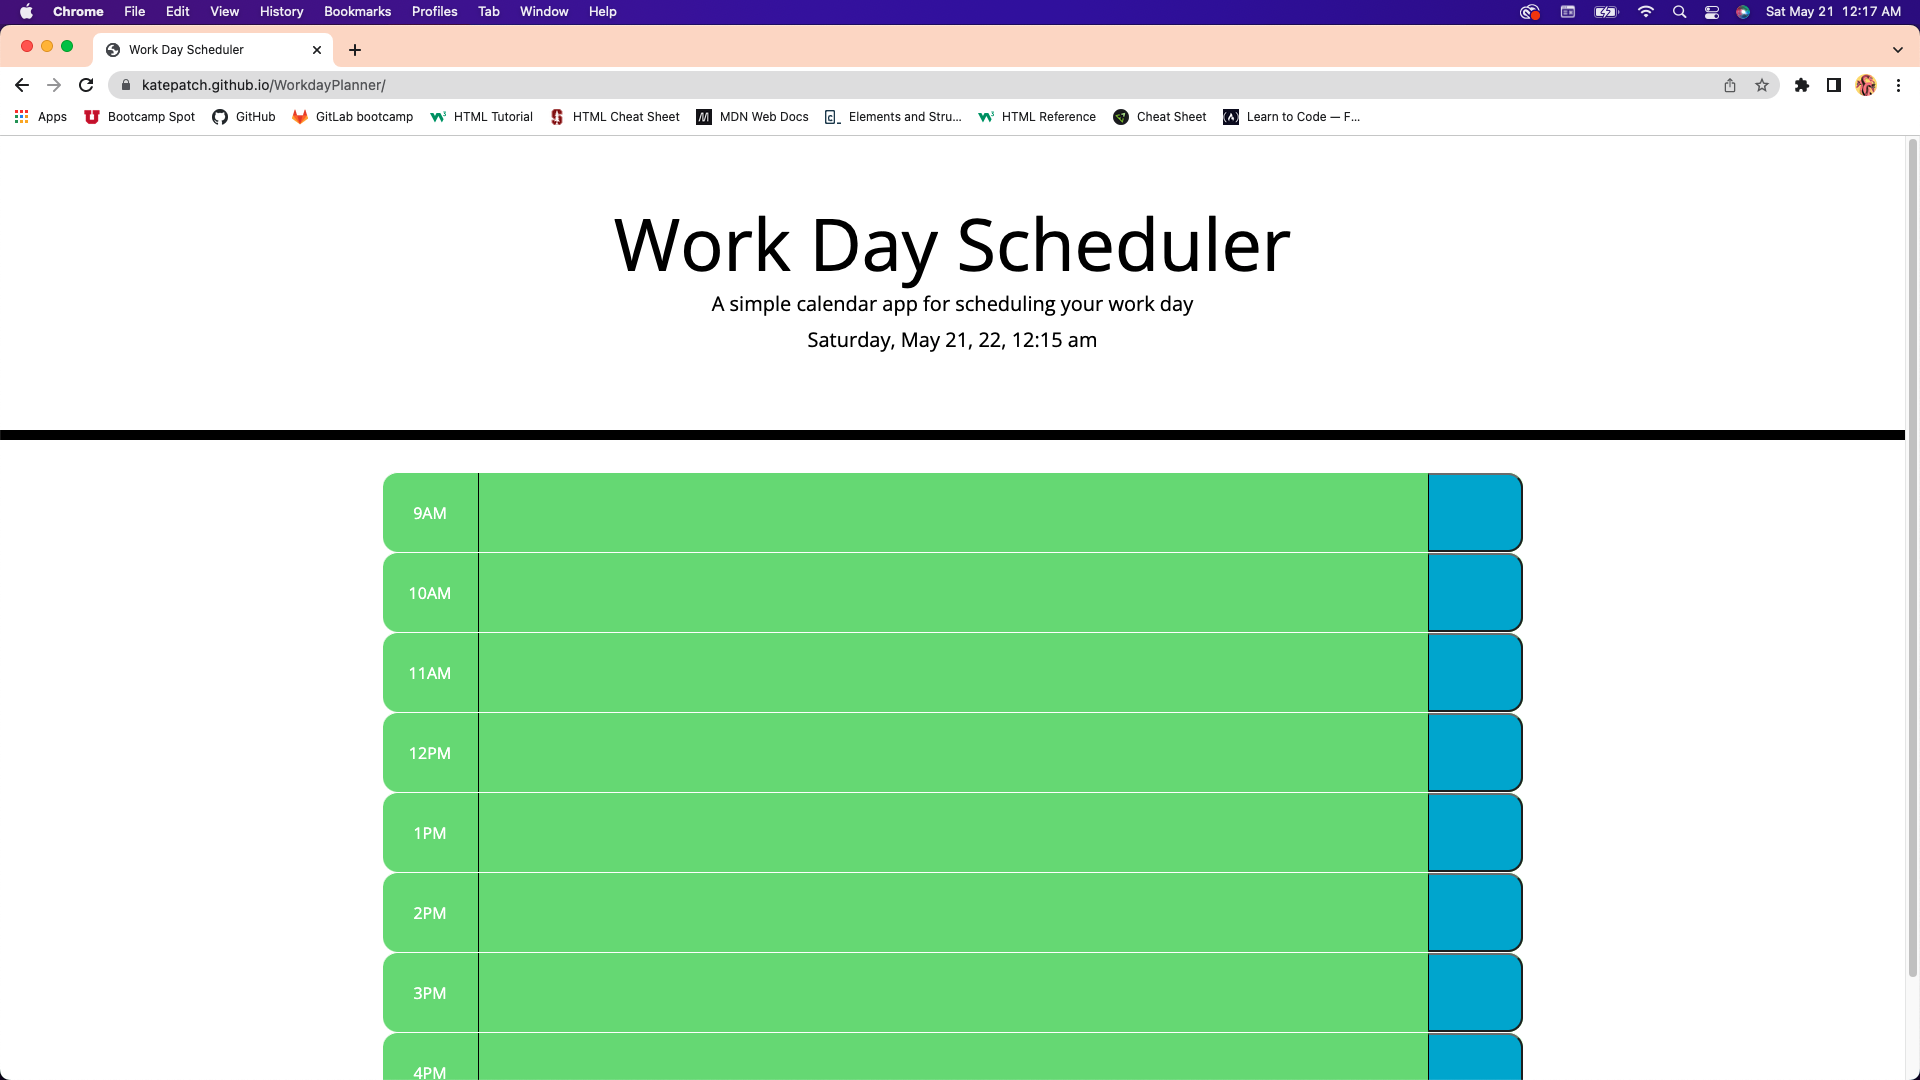 Chrome File Edit View History Bookmarks Profiles Tab Window Help Sat May 21 12:17 AM
Work Day Scheduler
katepatch.github.io/WorkdayPlanner/
Apps Bootcamp Spot GitHub GitLab bootcamp HTML Tutorial HTML Cheat Sheet MDN Web Docs Elements and Stru... HTML Reference Cheat Sheet Learn to Code — F...
Work Day Scheduler
A simple calendar app for scheduling your work day
Saturday, May 21, 22, 12:15 am
9AM
10AM
11AM
12PM
1PM
2PM
3PM
4PM